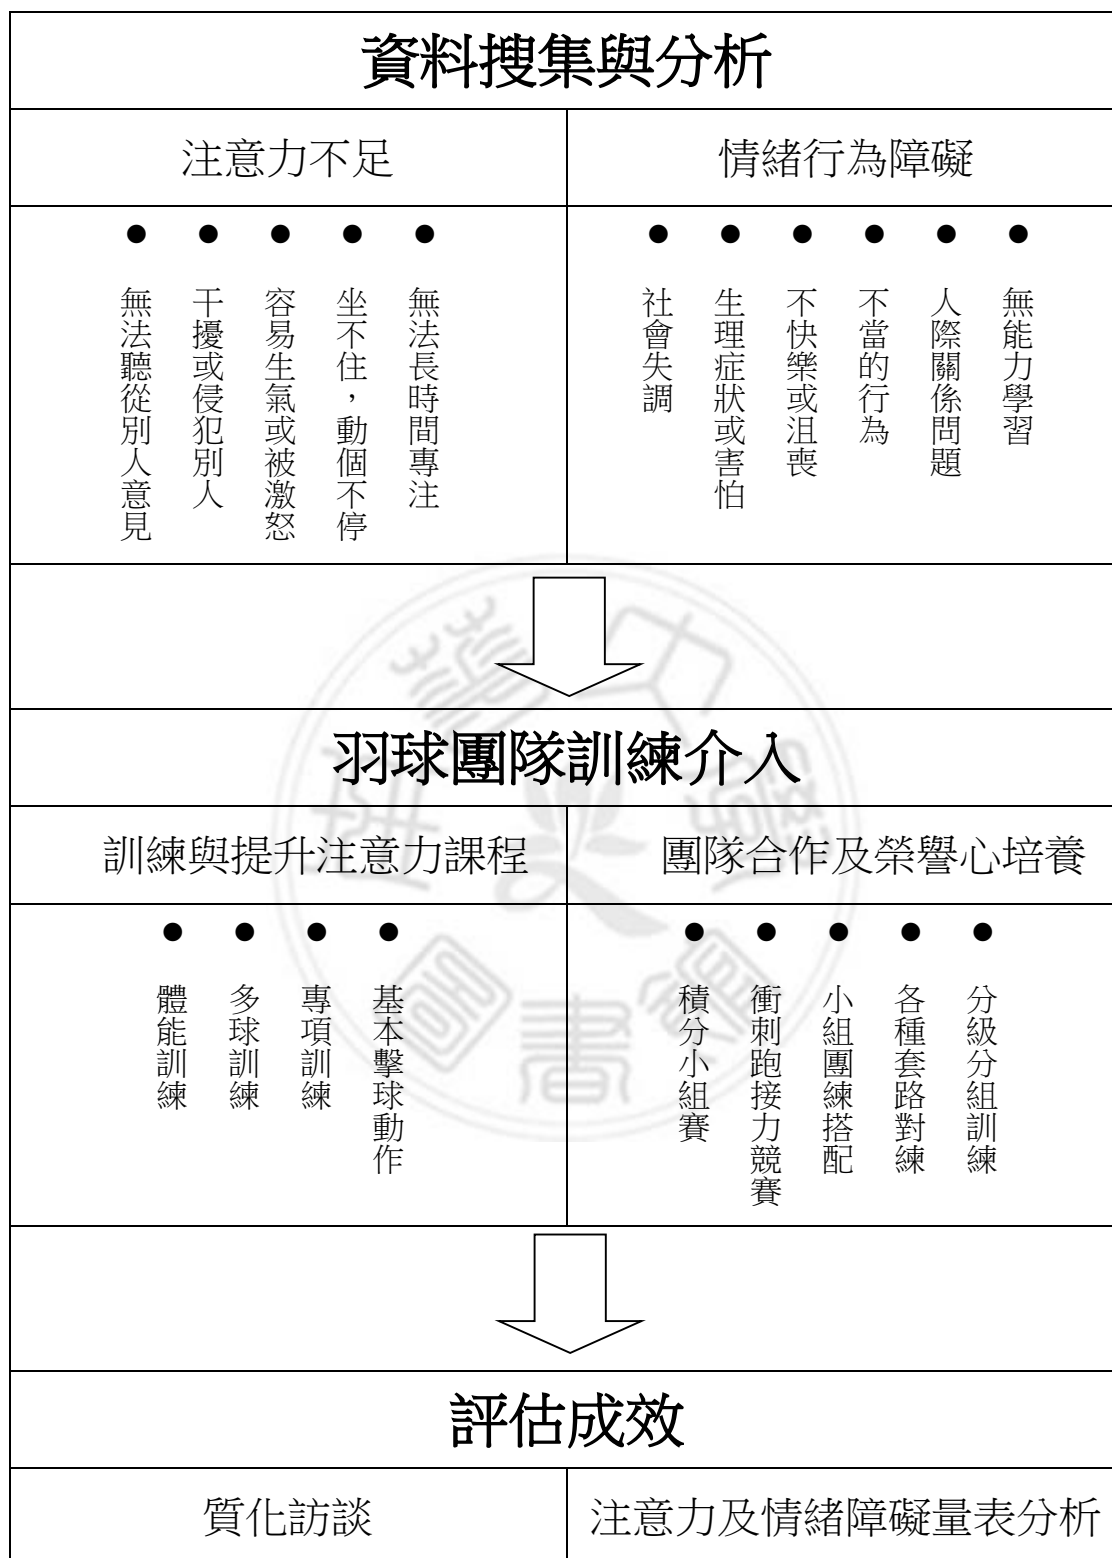 資料搜集與分析
注意力不足
情緒行為障礙
● 無法長時間專注
● 坐不住，動個不停
● 容易生氣或被激怒
● 干擾或侵犯別人
● 無法聽從別人意見
● 無能力學習
● 人際關係問題
● 不當的行為
● 不快樂或沮喪
● 生理症狀或害怕
● 社會失調
羽球團隊訓練介入
訓練與提升注意力課程
團隊合作及榮譽心培養
● 基本擊球動作
● 專項訓練
● 多球訓練
● 體能訓練
● 分級分組訓練
● 各種套路對練
● 小組團練搭配
● 衝刺跑接力競賽
● 積分小組賽
評估成效
質化訪談
注意力及情緒障礙量表分析